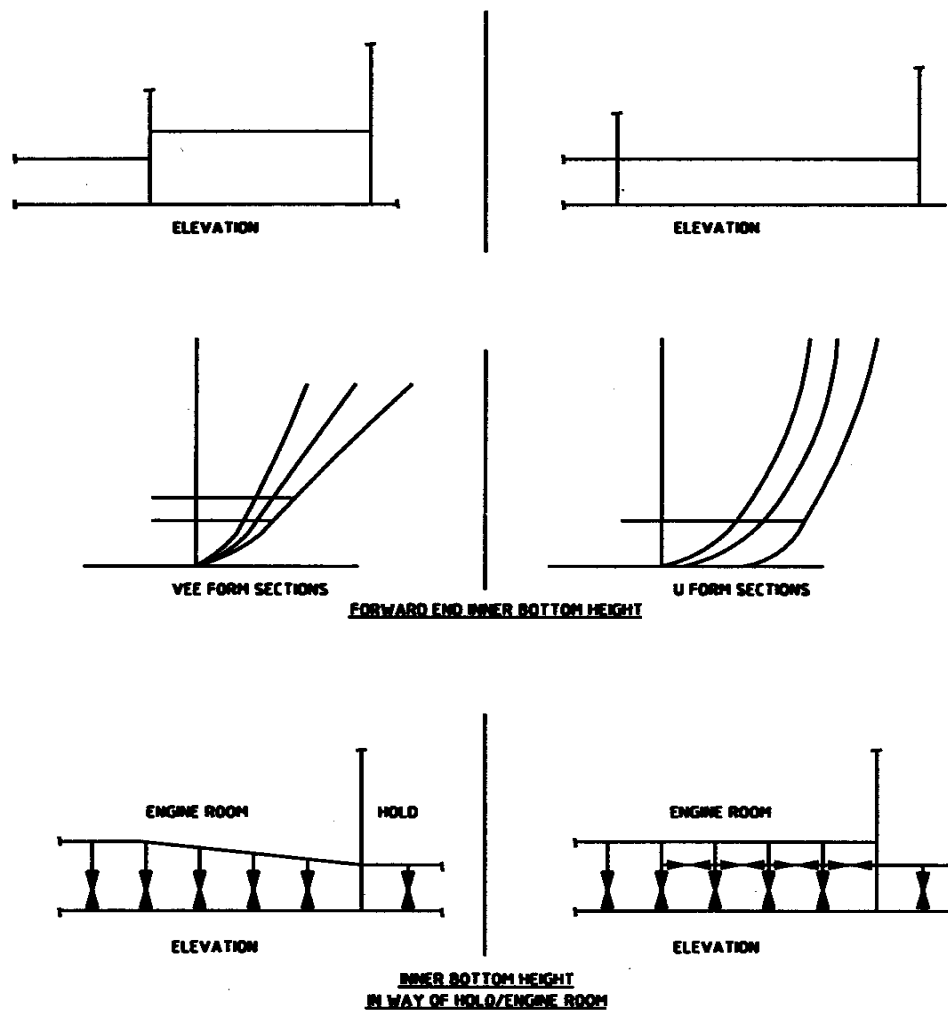 ELEVATION
ELEVATION
VEE FORM SECTIONS
U FORM SECTIONS
FORWARD END INNER BOTTOM HEIGHT
ENGINE ROOM
HOLD
ENGINE ROOM
ELEVATION
ELEVATION
INNER BOTTOM HEIGHT
IN WAY OF HOLD/ENGINE ROOM